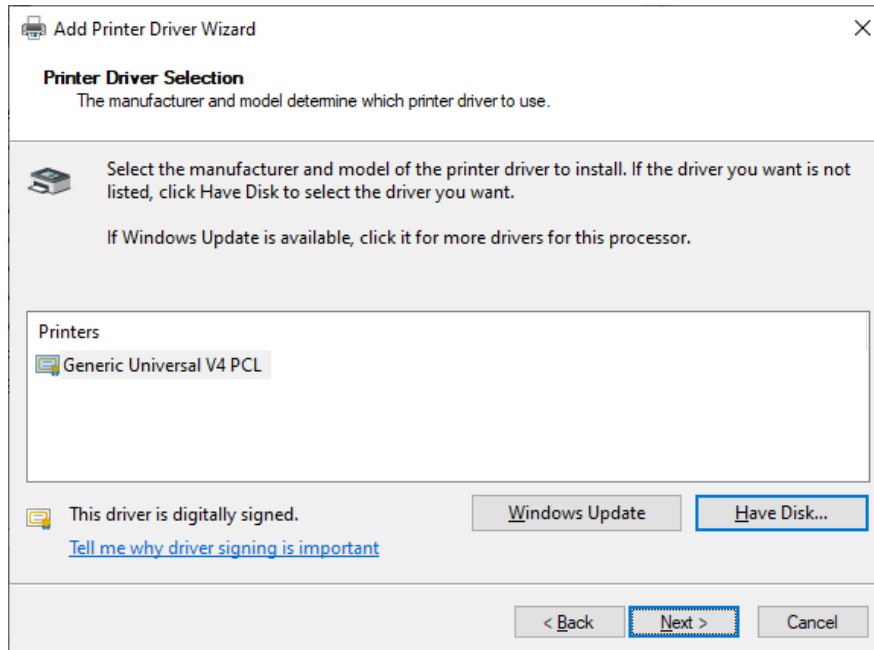 Add Printer Driver Wizard
Printer Driver Selection
The manufacturer and model determine which printer driver to use.
Select the manufacturer and model of the printer driver to install. If the driver you want is not
listed, click Have Disk to select the driver you want.
If Windows Update is available, click it for more drivers for this processor.
Printers
Generic Universal V4 PCL
This driver is digitally signed.
Windows Update
Have Disk...
Tell me why driver signing is important
< Back
Next >
Cancel